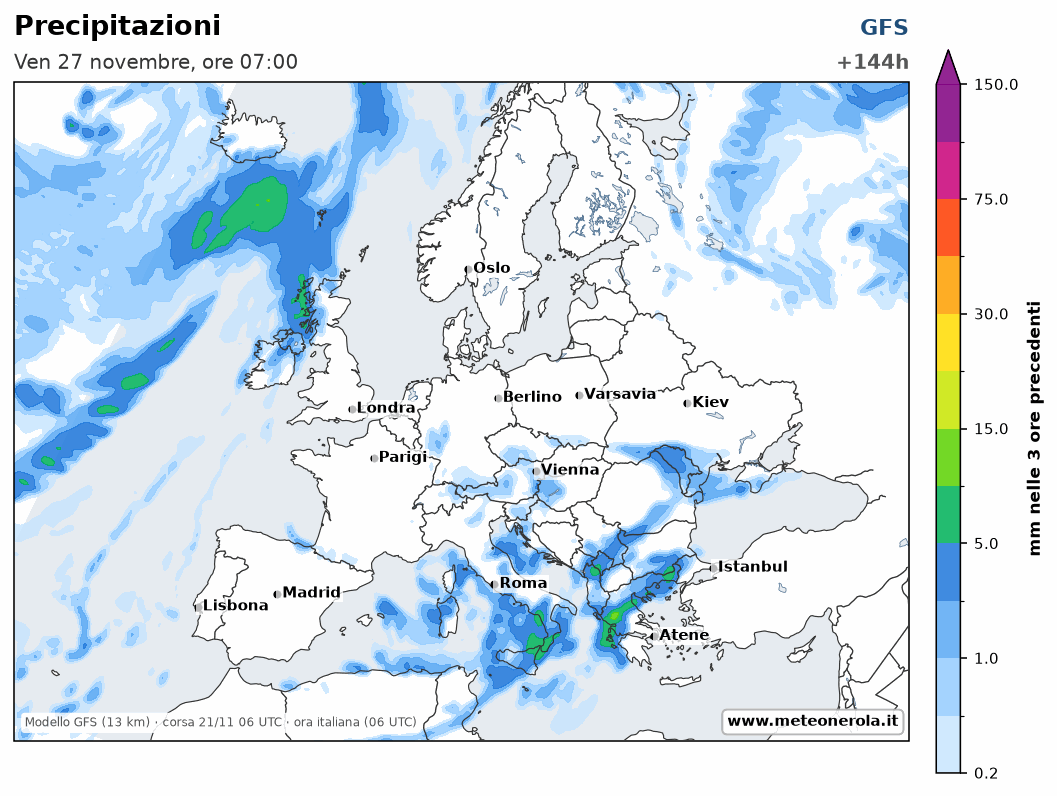 Precipitazioni
GFS
Ven 27 novembre, ore 07:00
+144h
150.0
75.0
30.0
15.0
5.0
1.0
0.2
mm nelle 3 ore precedenti
Oslo
Berlino
Varsavia
Kiev
Londra
Parigi
Vienna
Istanbul
Roma
Madrid
Lisbona
Atene
Modello GFS (13 km) · corsa 21/11 06 UTC · ora italiana (06 UTC)
www.meteonerola.it